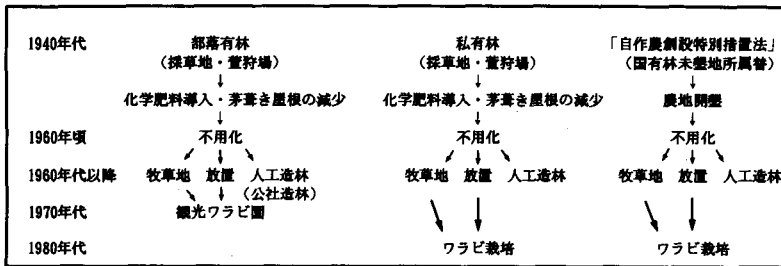 1940年代 部落有林 私有林 「自作農創設特別措置法」
(採草地・萱狩場) (採草地・萱狩場) (国有林未墾地所属替)
化学肥料導入・茅葺き屋根の減少 化学肥料導入・茅葺き屋根の減少 農地開墾
1960年頃 不用化 不用化 不用化
1960年代以降 牧草地 放置 人工造林 牧草地 放置 人工造林 牧草地 放置 人工造林
(公社造林)
1970年代 観光ワラビ園
1980年代 ワラビ栽培 ワラビ栽培